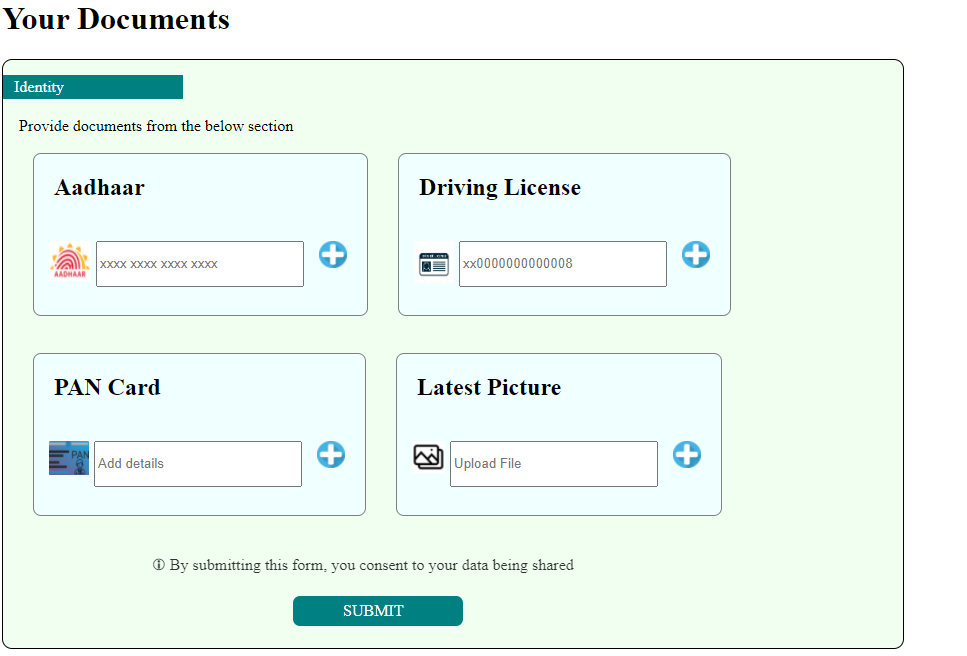 Your Documents
Identity
Provide documents from the below section
Aadhaar
Driving License
AADHAAR
xxxx xxxx xxxx xxxx
xx0000000000008
PAN Card
Latest Picture
PAN
Add details
Upload File
ⓘ By submitting this form, you consent to your data being shared
SUBMIT